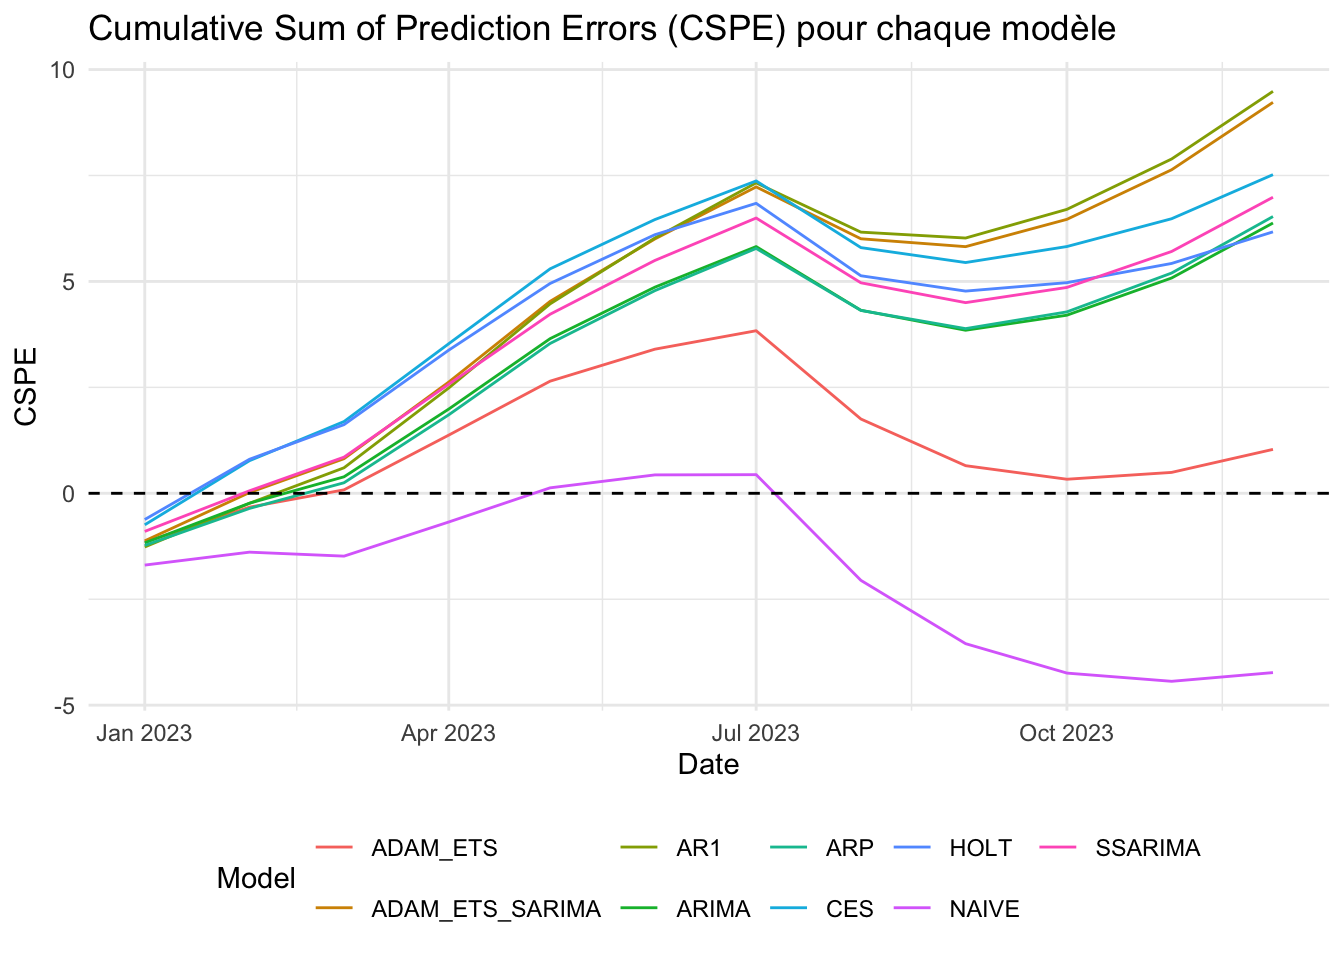 Cumulative Sum of Prediction Errors (CSPE) pour chaque modèle
10
5
0
-5
CSPE
Jan 2023 Apr 2023 Jul 2023 Oct 2023
Date
Model
ADAM_ETS AR1 ARP HOLT SSARIMA
ADAM_ETS_SARIMA ARIMA CES NAIVE